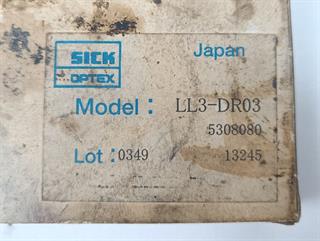 Japan
SICK
OPTEX
Model: LL3-DR03
5308080
Lot: 0349 13245